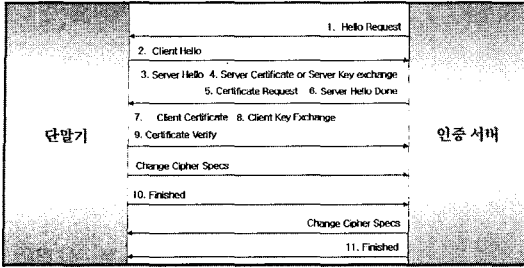 1. Hello Request
2. Client Hello
3. Server Hello 4. Server Certificate or Server Key exchange
5. Certificate Request 6. Server Hello Done
단말기
7. Client Certificate 8. Client Key Exchange
인증 서버
9. Certificate Verify
Change Cipher Specs
10. Finished
Change Cipher Specs
11. Finished